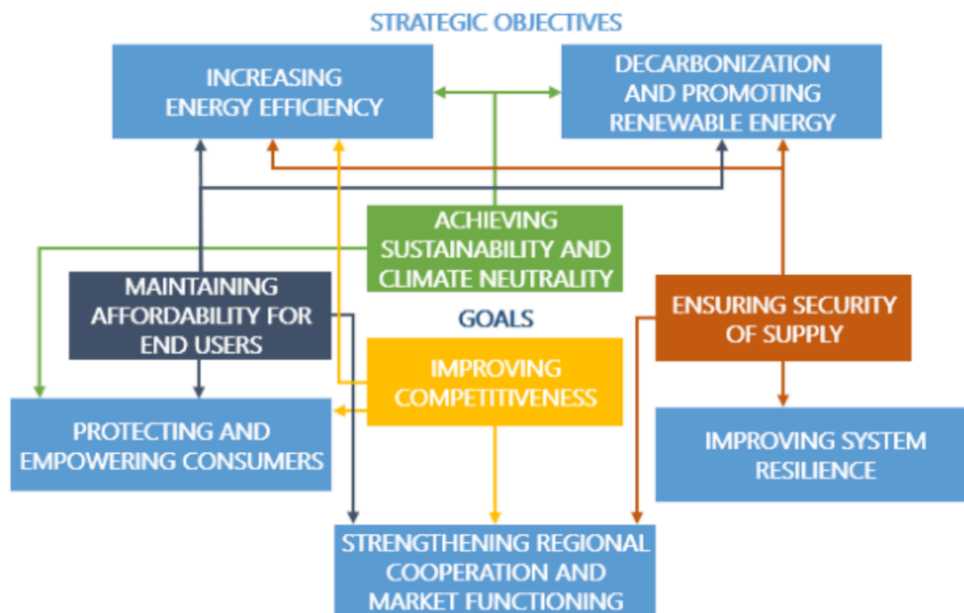 STRATEGIC OBJECTIVES
INCREASING
ENERGY EFFICIENCY
DECARBONIZATION
AND PROMOTING
RENEWABLE ENERGY
ACHIEVING
SUSTAINABILITY AND
CLIMATE NEUTRALITY
MAINTAINING
AFFORDABILITY FOR
END USERS
GOALS
ENSURING SECURITY
OF SUPPLY
IMPROVING
COMPETITIVENESS
PROTECTING AND
EMPOWERING CONSUMERS
IMPROVING SYSTEM
RESILIENCE
STRENGTHENING REGIONAL
COOPERATION AND
MARKET FUNCTIONING